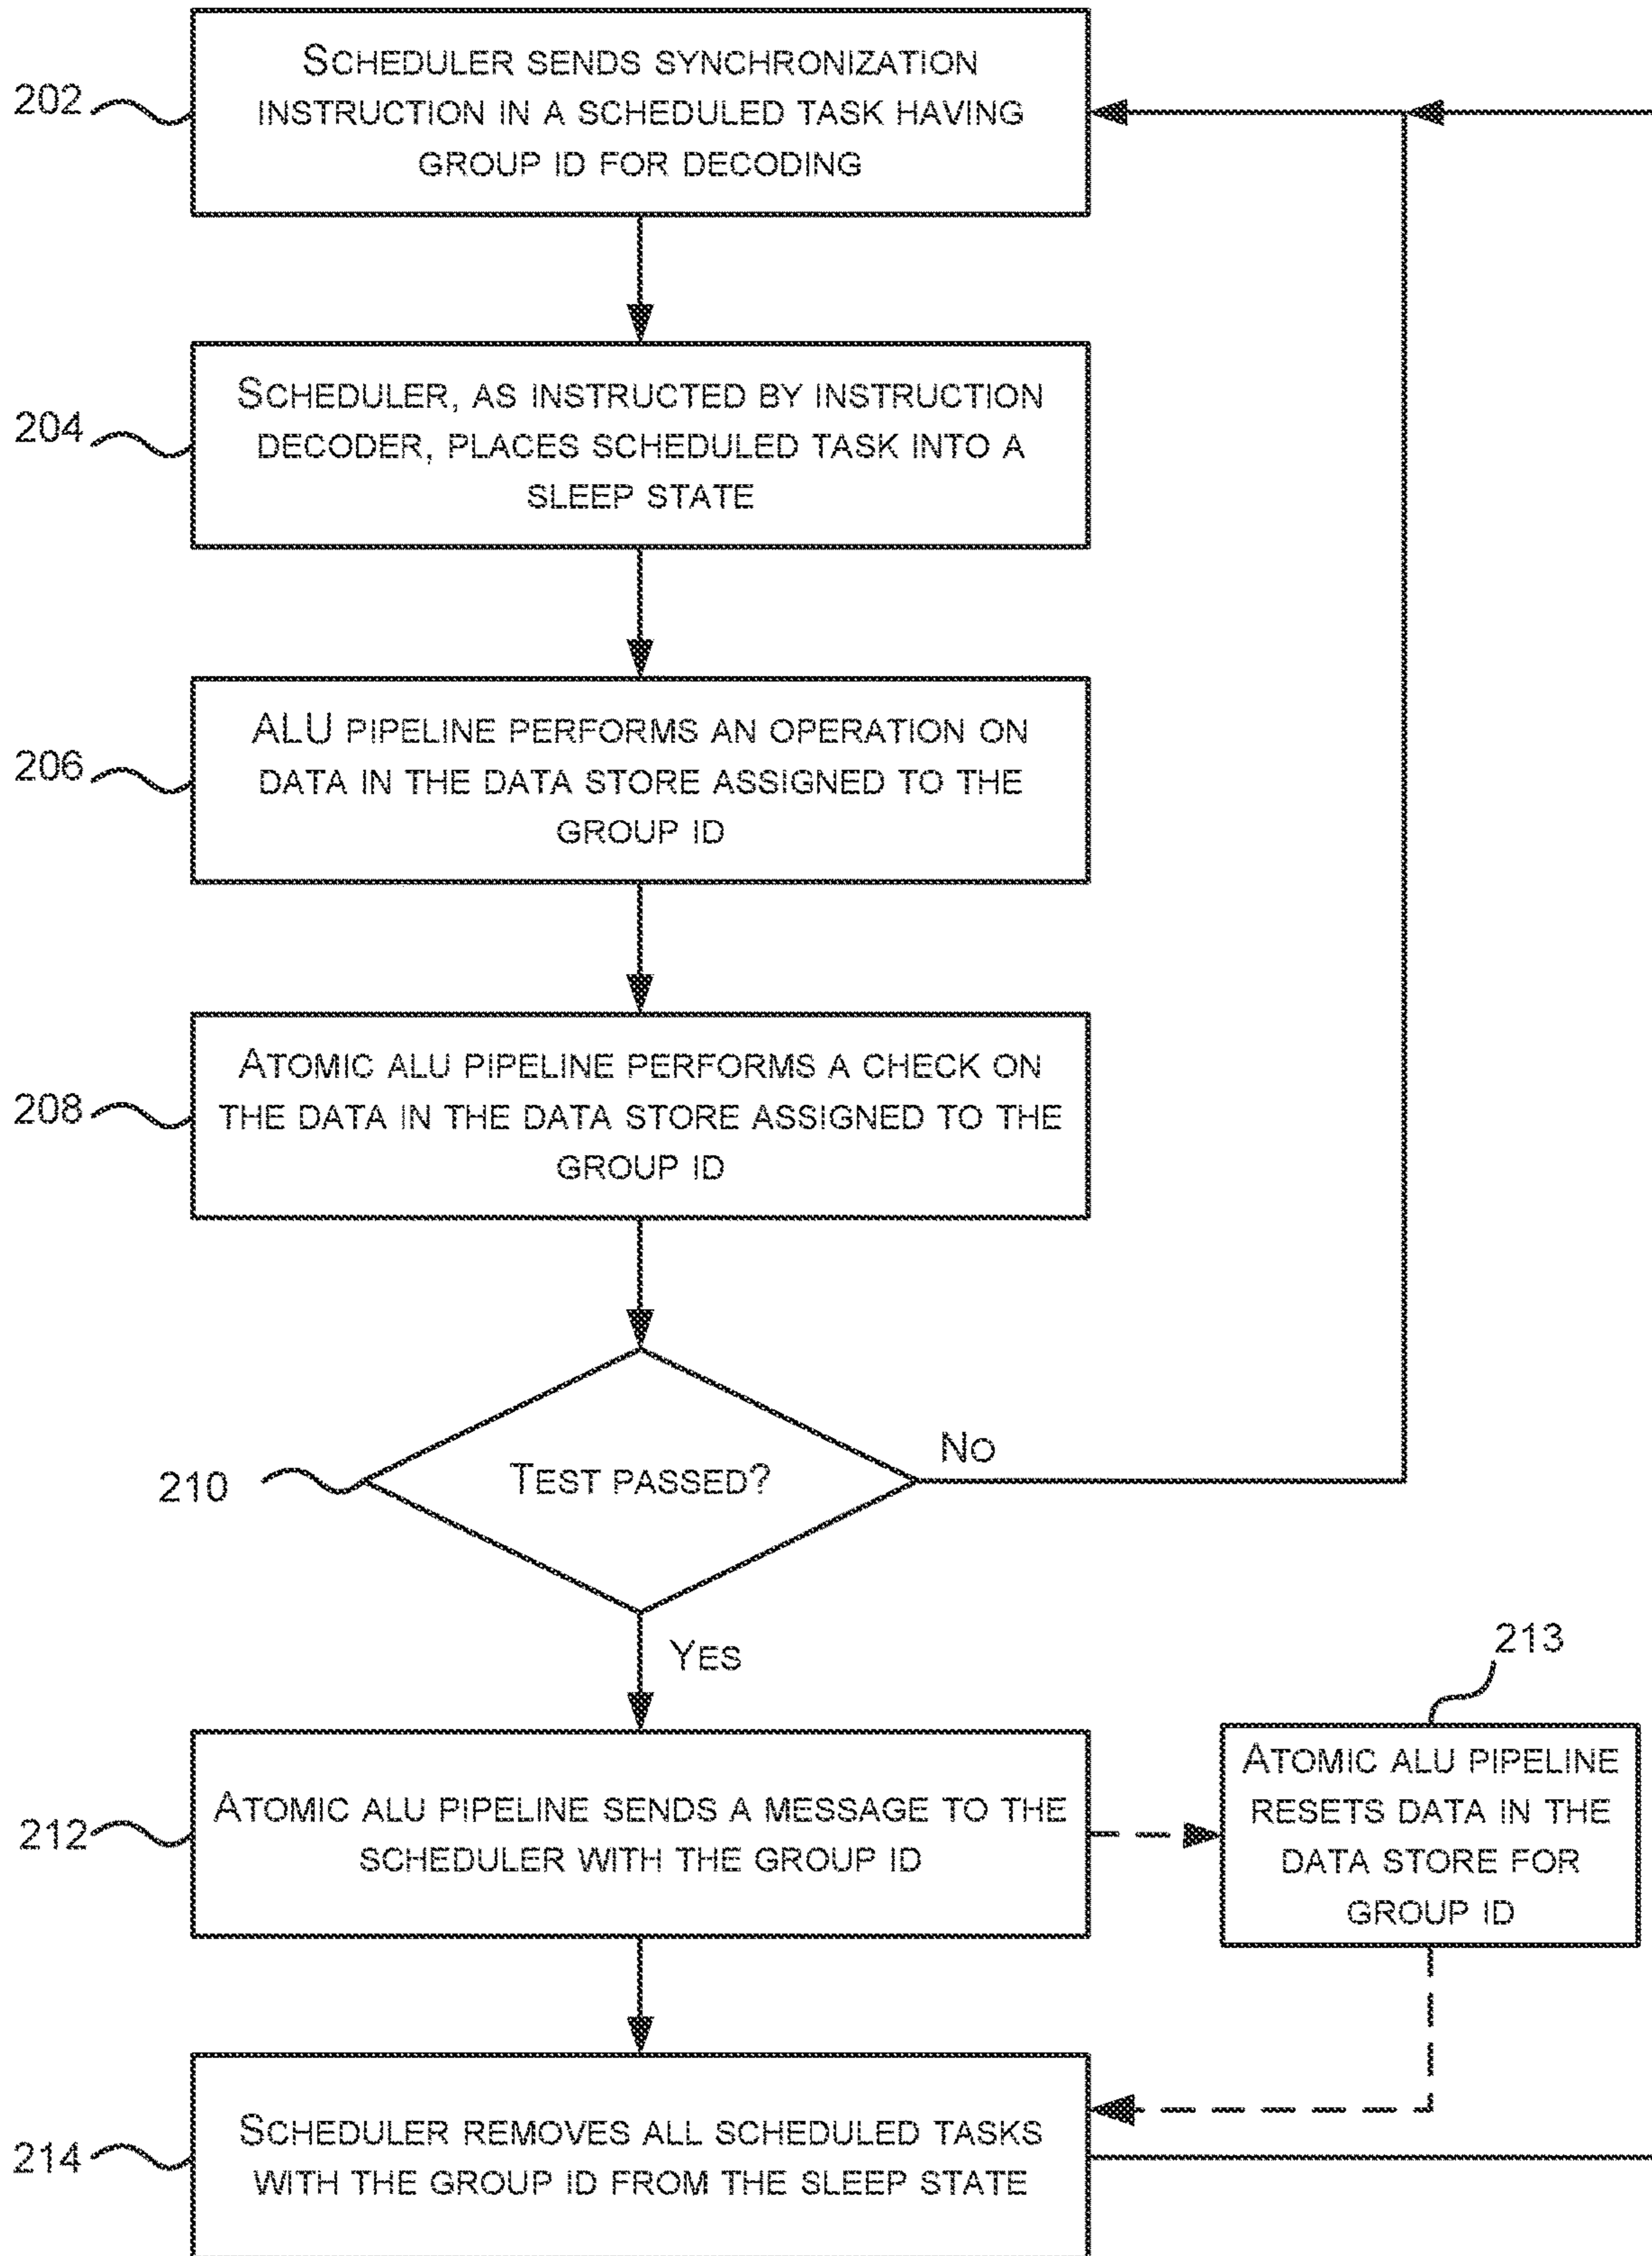 202
SCHEDULER SENDS SYNCHRONIZATION
INSTRUCTION IN A SCHEDULED TASK HAVING
GROUP ID FOR DECODING
204
SCHEDULER, AS INSTRUCTED BY INSTRUCTION
DECODER, PLACES SCHEDULED TASK INTO A
SLEEP STATE
206
ALU PIPELINE PERFORMS AN OPERATION ON
DATA IN THE DATA STORE ASSIGNED TO THE
GROUP ID
208
ATOMIC ALU PIPELINE PERFORMS A CHECK ON
THE DATA IN THE DATA STORE ASSIGNED TO THE
GROUP ID
210
TEST PASSED?
NO
YES
212
ATOMIC ALU PIPELINE SENDS A MESSAGE TO THE
SCHEDULER WITH THE GROUP ID
213
ATOMIC ALU PIPELINE
RESETS DATA IN THE
DATA STORE FOR
GROUP ID
214
SCHEDULER REMOVES ALL SCHEDULED TASKS
WITH THE GROUP ID FROM THE SLEEP STATE